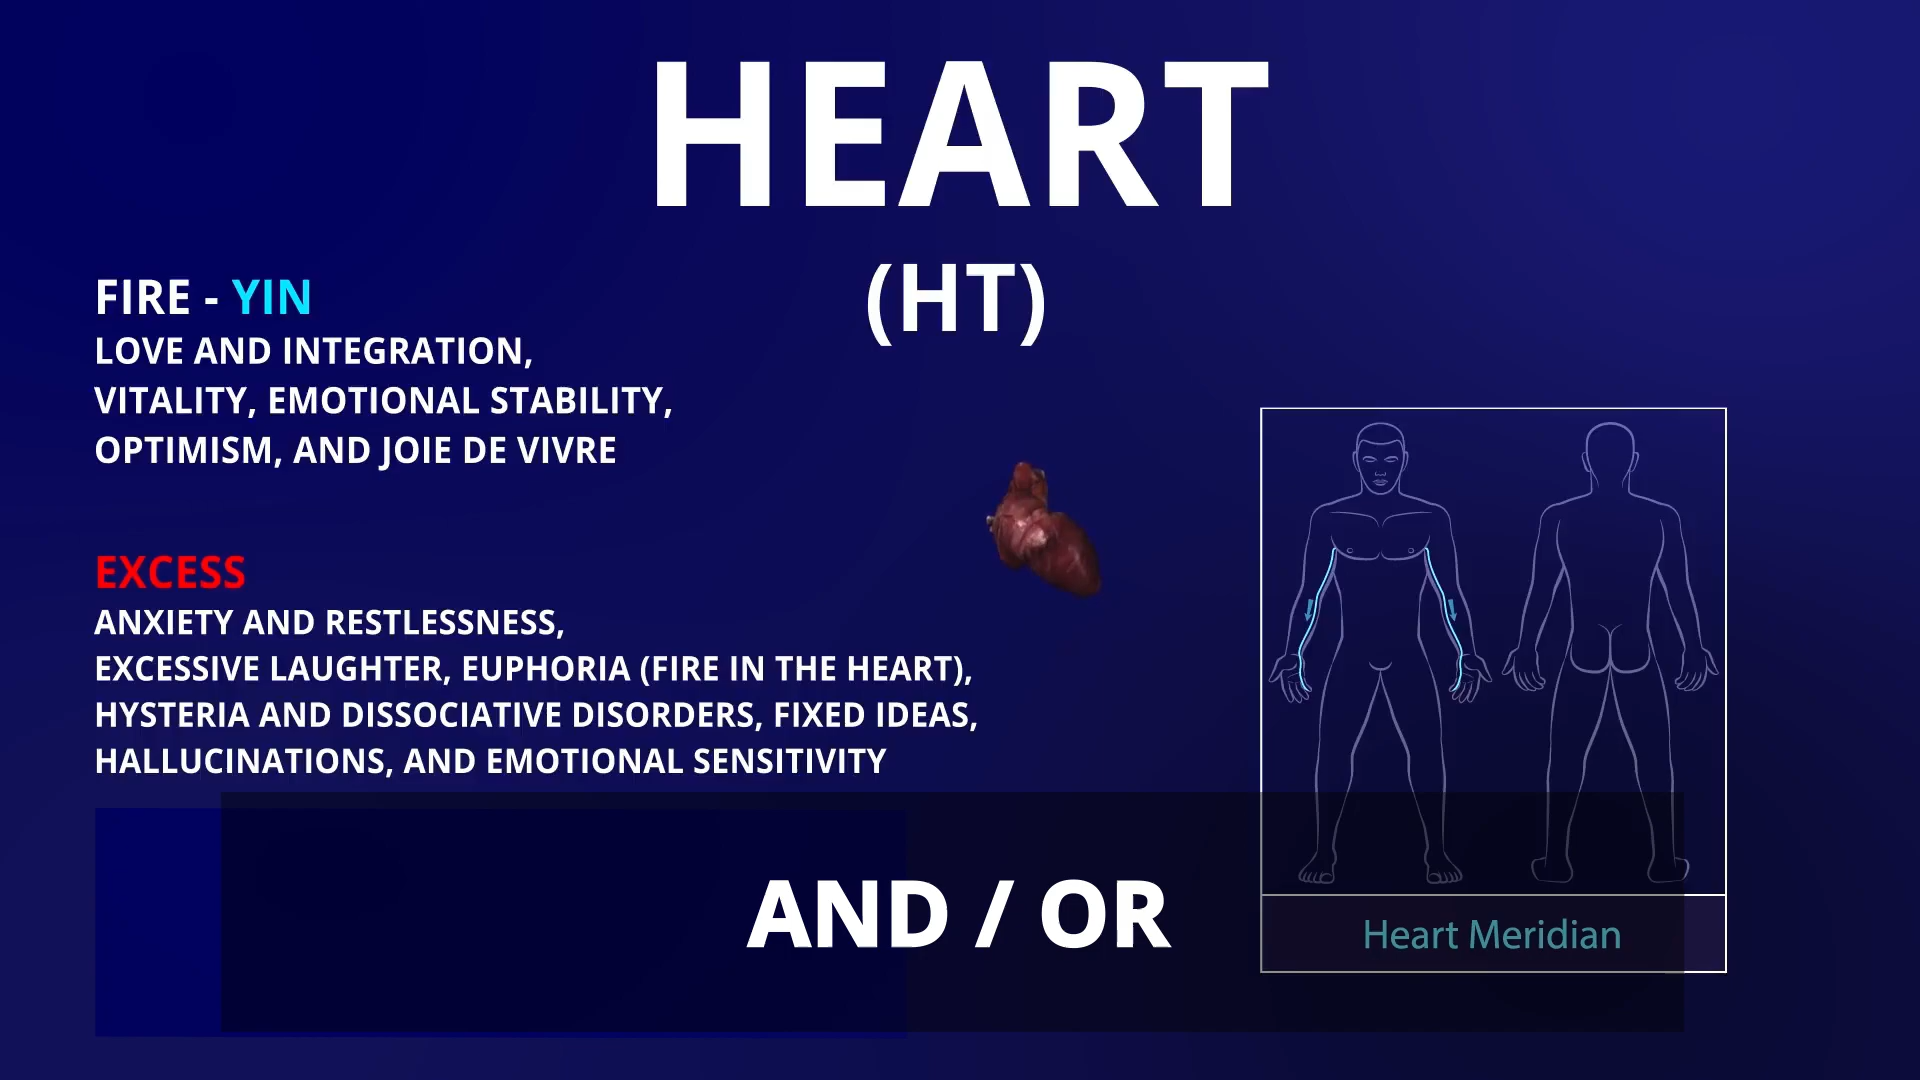 HEART
(HT)
FIRE - YIN
LOVE AND INTEGRATION,
VITALITY, EMOTIONAL STABILITY,
OPTIMISM, AND JOIE DE VIVRE
EXCESS
ANXIETY AND RESTLESSNESS,
EXCESSIVE LAUGHTER, EUPHORIA (FIRE IN THE HEART),
HYSTERIA AND DISSOCIATIVE DISORDERS, FIXED IDEAS,
HALLUCINATIONS, AND EMOTIONAL SENSITIVITY
AND / OR
Heart Meridian